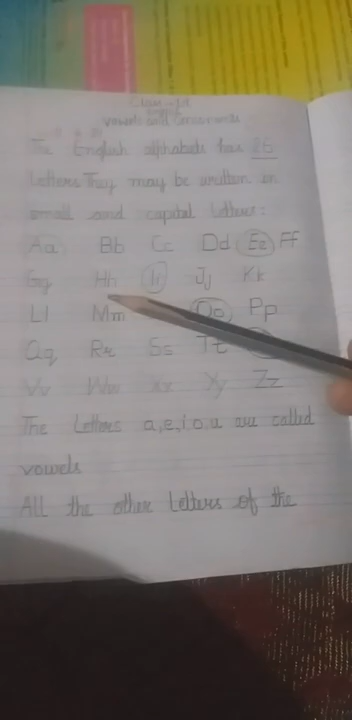 Vowels and Consonants
The English alphabets has 26
Letters They may be written in
small and capital letters:
Aa Bb Cc Dd Ee Ff
Gg Hh Ii Jj Kk
Ll Mm Oo Pp
Qq Rr Ss Tt
Vv Ww Xx Xy Zz
The Letters a,e,i,o,u are called
vowels
All the other Letters of the